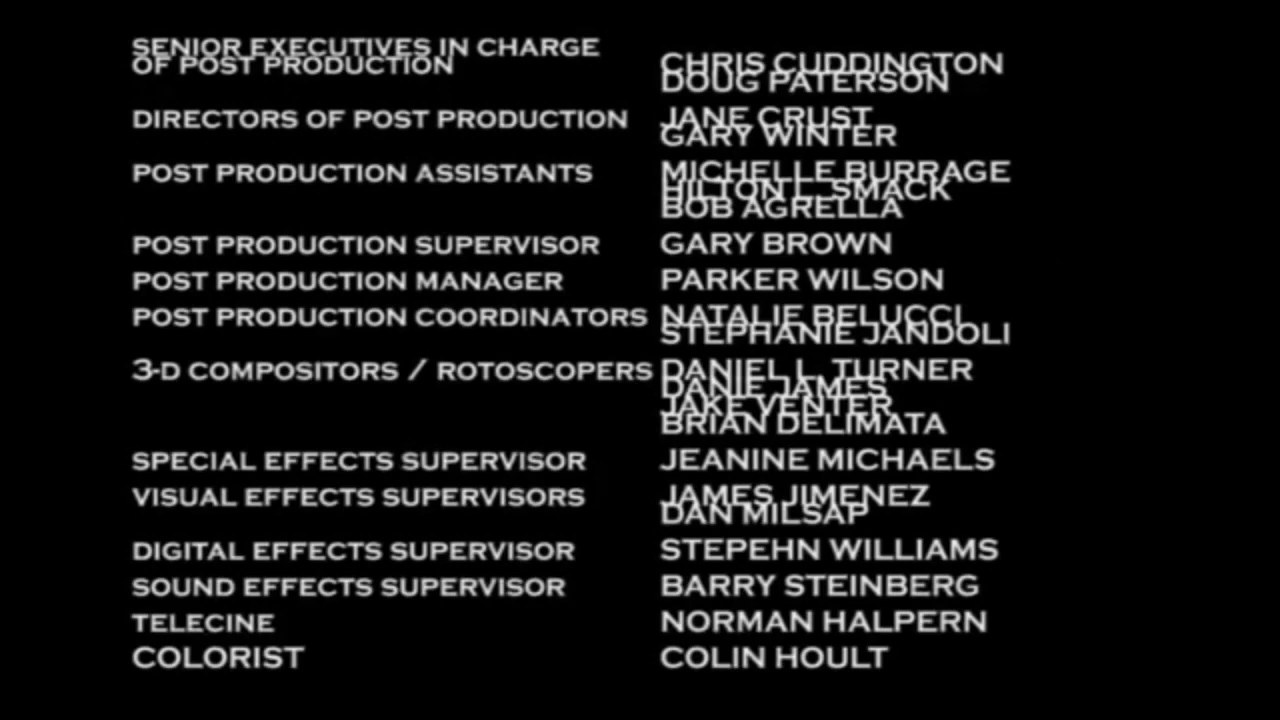 SENIOR EXECUTIVES IN CHARGE
OF POST PRODUCTION
CHRIS CUDDINGTON
DOUG PATERSON
DIRECTORS OF POST PRODUCTION JANE CRUST
GARY WINTER
POST PRODUCTION ASSISTANTS MICHELLE BURRAGE
HILTON L. SMACK
BOB AGRELLA
POST PRODUCTION SUPERVISOR GARY BROWN
POST PRODUCTION MANAGER PARKER WILSON
POST PRODUCTION COORDINATORS NATALIE BELUCCI
STEPHANIE JANDOLI
3-D COMPOSITORS / ROTOSCOPERS DANIEL L. TURNER
DANIE JAMES
JAKE VENTER
BRIAN DELIMATA
SPECIAL EFFECTS SUPERVISOR JEANINE MICHAELS
VISUAL EFFECTS SUPERVISORS JAMES JIMENEZ
DAN MILSAP
DIGITAL EFFECTS SUPERVISOR STEPEHN WILLIAMS
SOUND EFFECTS SUPERVISOR BARRY STEINBERG
TELECINE NORMAN HALPERN
COLORIST COLIN HOULT